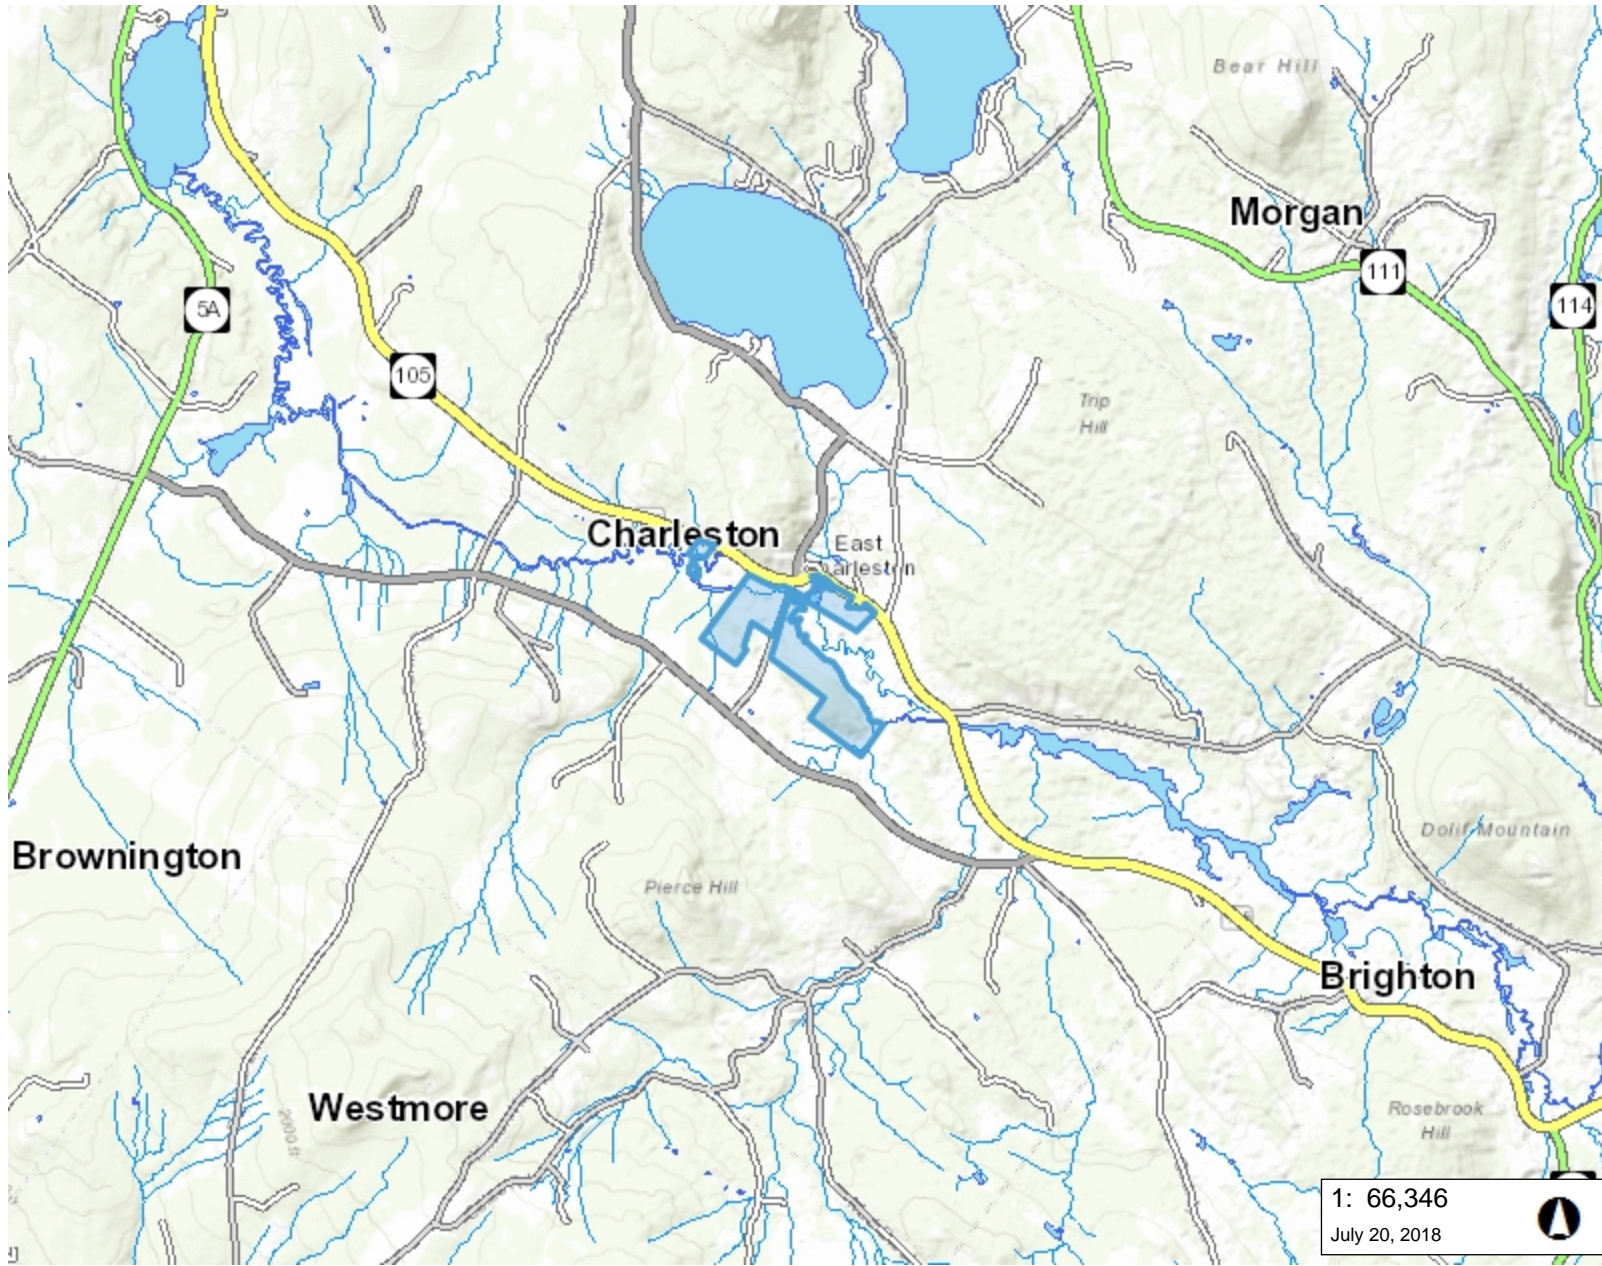 Bear Hill
Morgan
111
5A
114
105
Trip
Hill
Charleston
East
Charleston
Brownington
Dolif Mountain
Pierce Hill
Brighton
Westmore
2000 ft
Rosebrook
Hill
1: 66,346
July 20, 2018